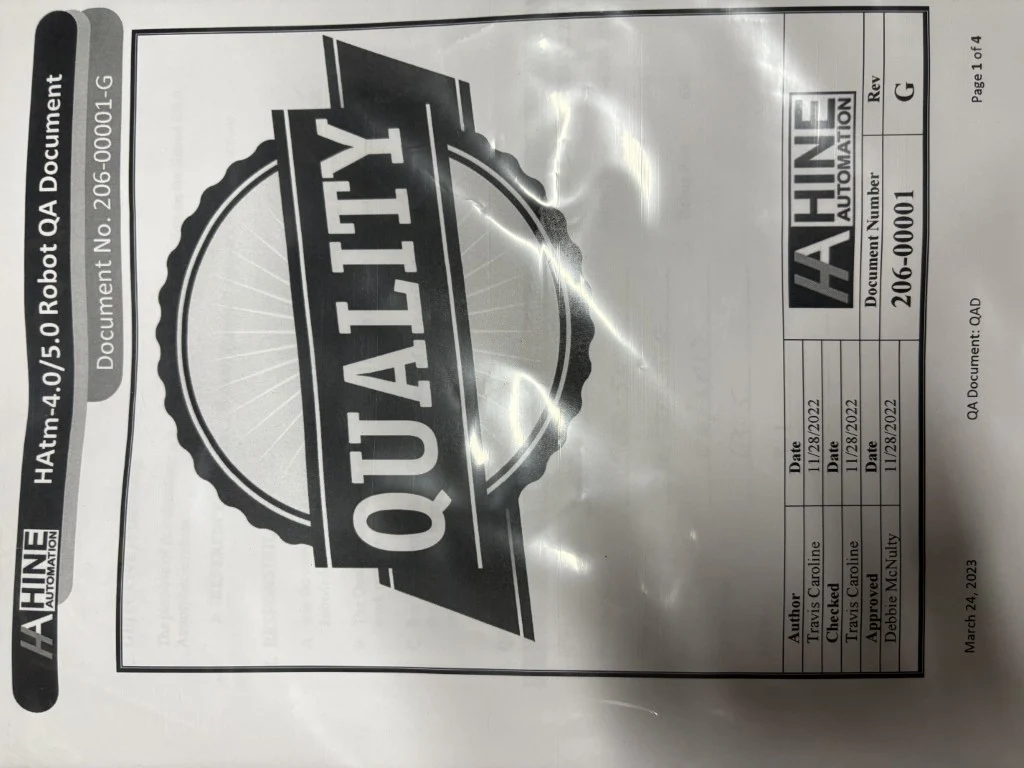 HINE
AUTOMATION
HAtm-4.0/5.0 Robot QA Document
Document No. 206-00001-G
QUALITY
Author Date
Travis Caroline 11/28/2022
Checked Date
Travis Caroline 11/28/2022
Approved Date
Debbie McNulty 11/28/2022
HINE
AUTOMATION
Document Number Rev
206-00001 G
March 24, 2023 QA Document: QAD Page 1 of 4